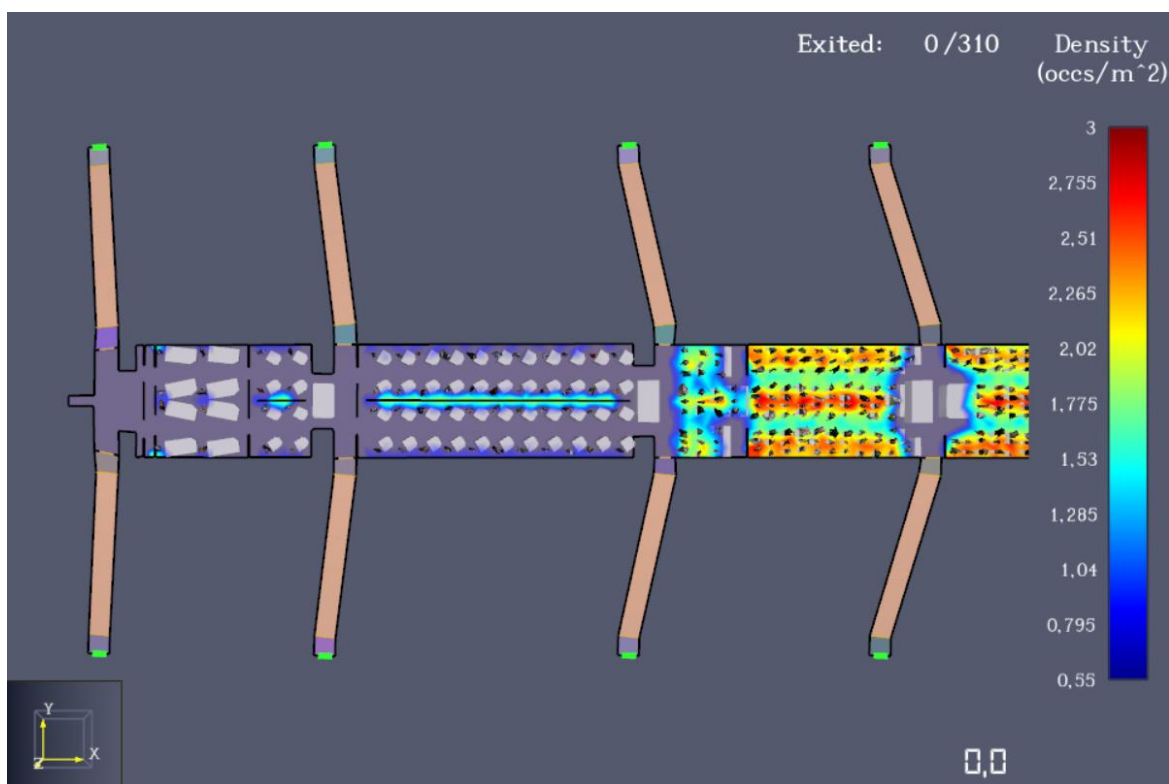 Exited: 0/310 Density
(occs/m^2)
3
2,755
2,51
2,265
2,02
1,775
1,53
1,285
1,04
0,795
0,55
Y
X
Z
0,0